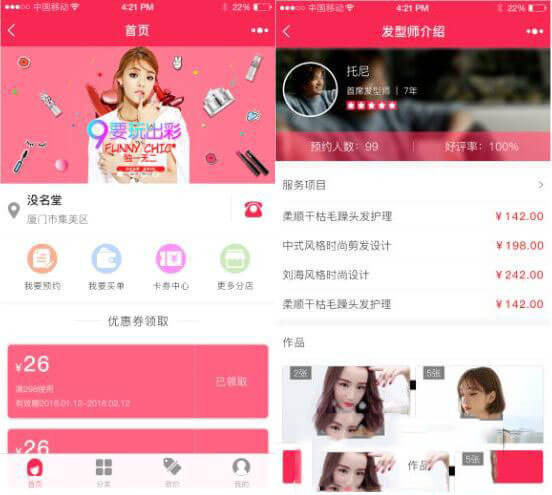 中国移动
4:21 PM
22%
首页
9要玩出彩
FUNNY CHIC
独一无二
没名堂
厦门市集美区
我要预约
我要买单
卡券中心
更多分店
优惠券领取
¥26
满298使用
有效期2016.01.12—2016.02.12
已领取
¥26
首页
分类
我的
中国移动
4:21 PM
22%
发型师介绍
托尼
首席发型师 | 7年
预约人数：99
好评率：100%
服务项目
柔顺干枯毛躁头发护理
¥142.00
中式风格时尚剪发设计
¥198.00
刘海风格时尚设计
¥242.00
柔顺干枯毛躁头发护理
¥142.00
作品
2张
5张
作品
5张